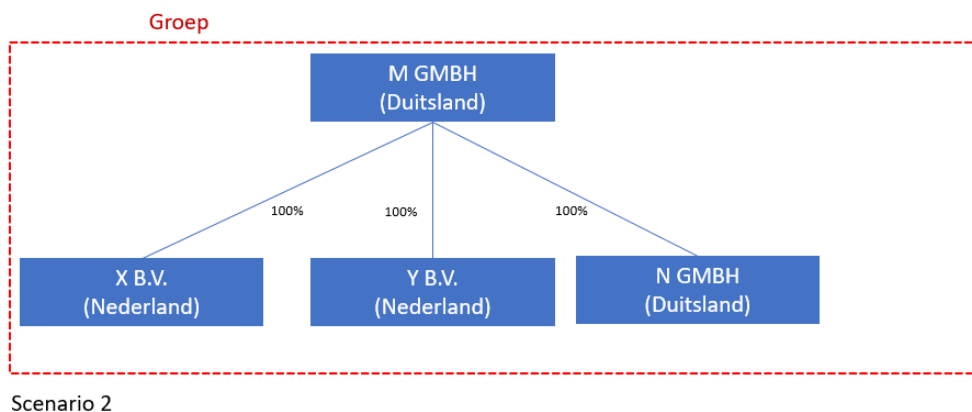 Groep
M GMBH
(Duitsland)
100%
100%
100%
X B.V.
(Nederland)
Y B.V.
(Nederland)
N GMBH
(Duitsland)
Scenario 2